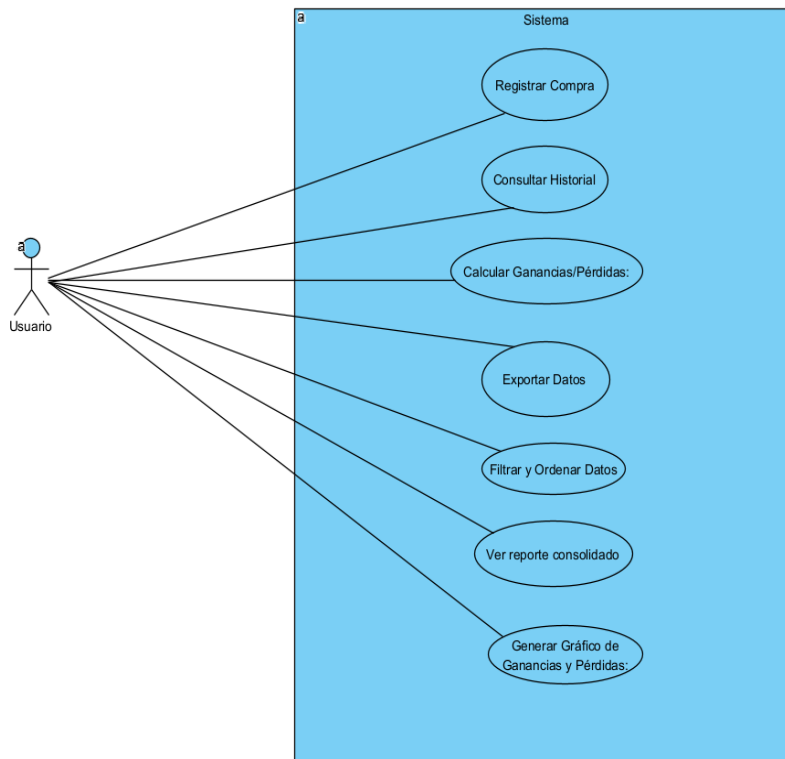 a
Sistema
Registrar Compra
Consultar Historial
a
Calcular Ganancias/Pérdidas:
Usuario
Exportar Datos
Filtrar y Ordenar Datos
Ver reporte consolidado
Generar Gráfico de
Ganancias y Pérdidas: